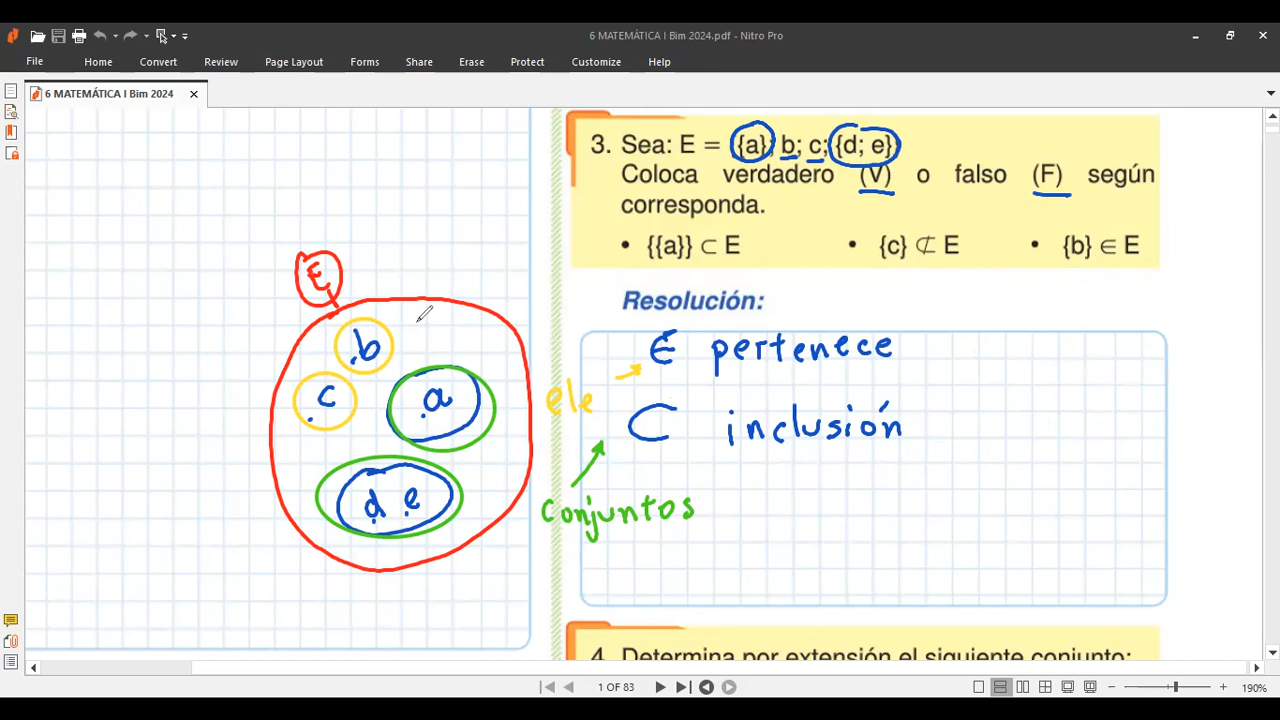 6 MATEMÁTICA I Bim 2024.pdf - Nitro Pro
File Home Convert Review Page Layout Forms Share Erase Protect Customize Help
6 MATEMÁTICA I Bim 2024
3. Sea: E = {a}; b; c; {d; e}
Coloca verdadero (V) o falso (F) según
corresponda.
• {{a}} ⊂ E • {c} ⊄ E • {b} ∈ E
Resolución:
E
b
c
a
d e
∈ pertenece
ele
⊂ inclusión
Conjuntos
4. Determina por extensión el siguiente conjunto:
1 OF 83
190%